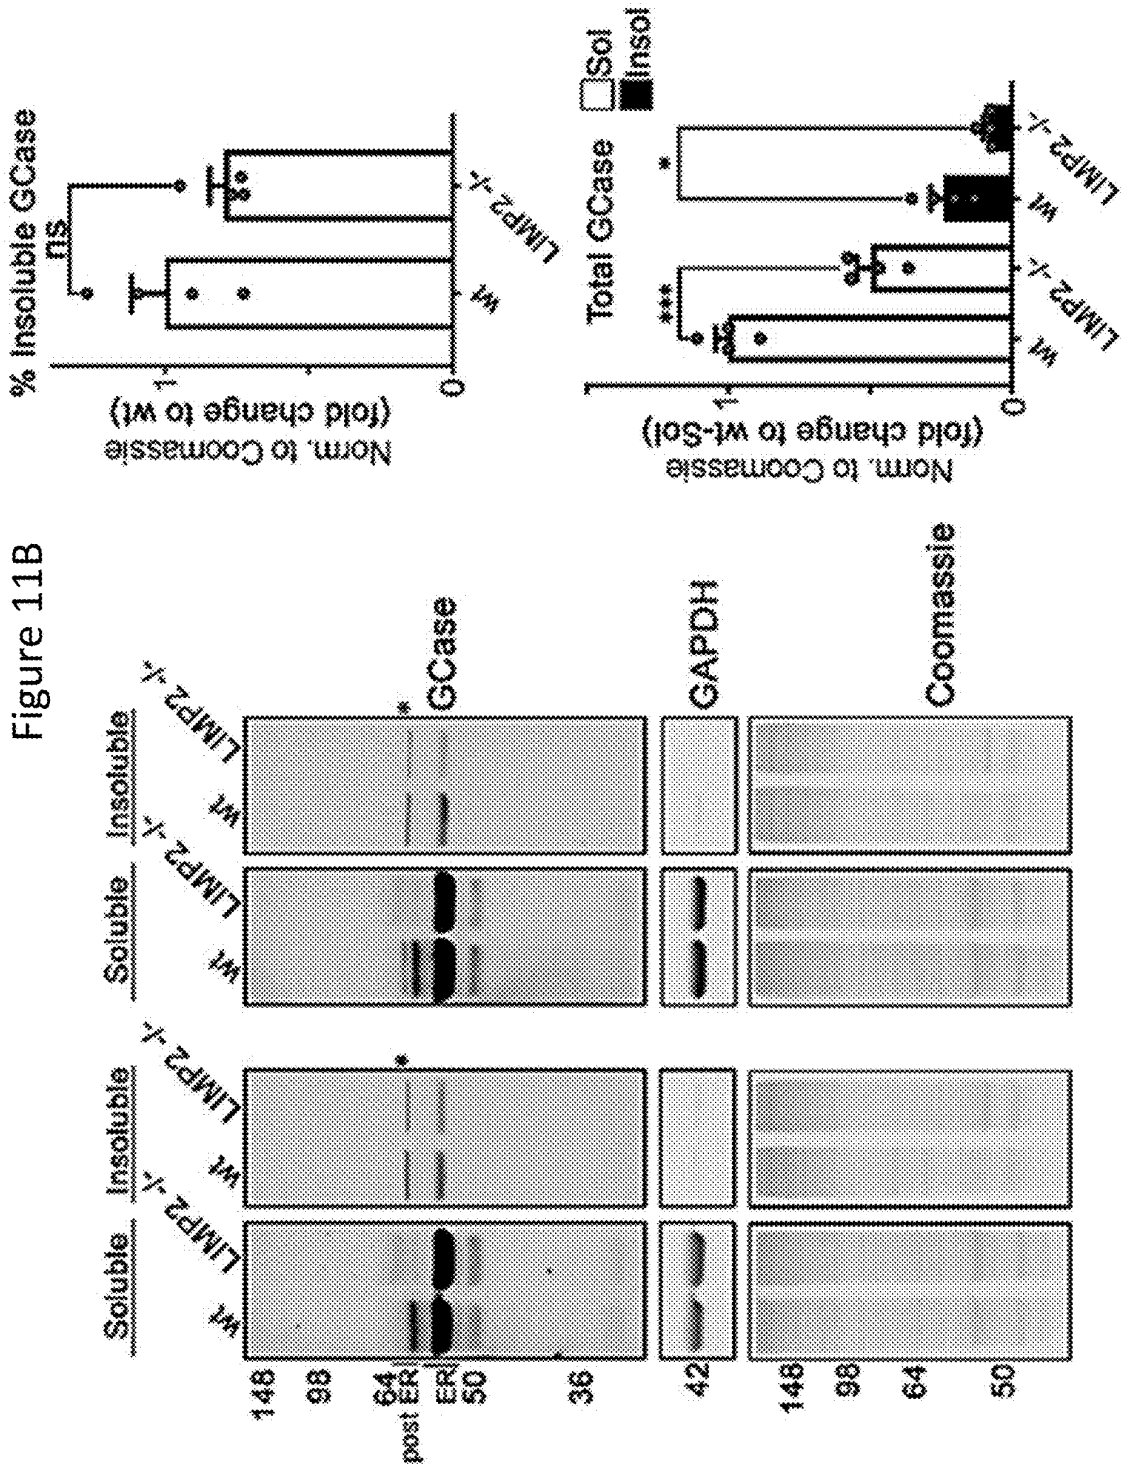 Figure 11B
Soluble
Insoluble
Soluble
Insoluble
wt
LIMP2 -/-
wt
LIMP2 -/-
wt
LIMP2 -/-
wt
LIMP2 -/-
148
98
64
post ER
*
*
ER
GCase
50
36
42
GAPDH
148
98
64
50
Coomassie
% Insoluble GCase
ns
Norm. to Coomassie
(fold change to wt)
1
0
wt
LIMP2 -/-
Total GCase
Sol
Insol
***
*
Norm. to Coomassie
(fold change to wt-Sol)
1
0
wt
LIMP2 -/-
wt
LIMP2 -/-